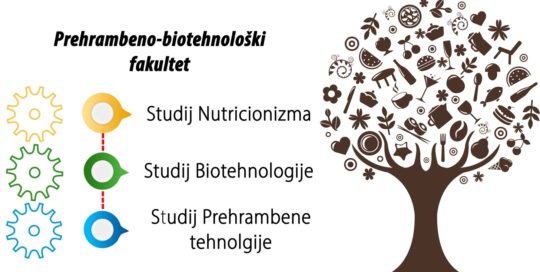 Prehrambeno-biotehnološki
fakultet
Studij Nutricionizma
Studij Biotehnologije
Studij Prehrambene
tehnolgije